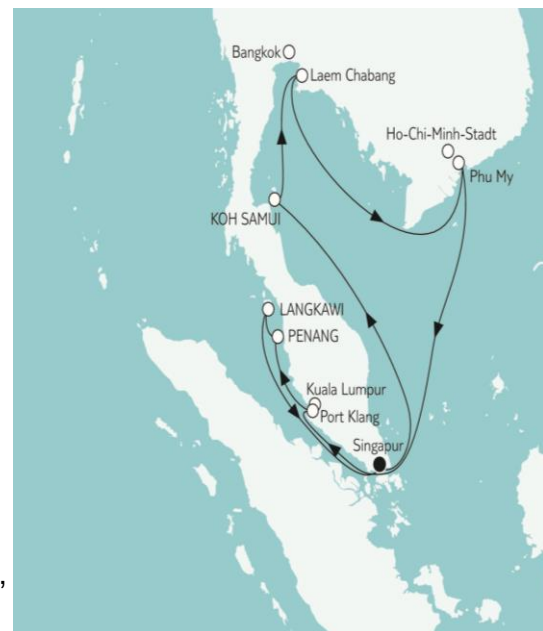 Bangkok
Laem Chabang
Ho-Chi-Minh-Stadt
Phu My
KOH SAMUI
LANGKAWI
PENANG
Kuala Lumpur
Port Klang
Singapur
,